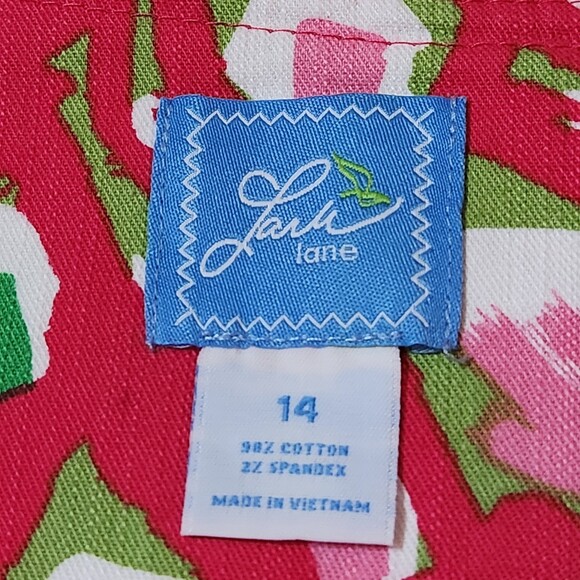 Lark
lane
14
98% COTTON
2% SPANDEX
MADE IN VIETNAM